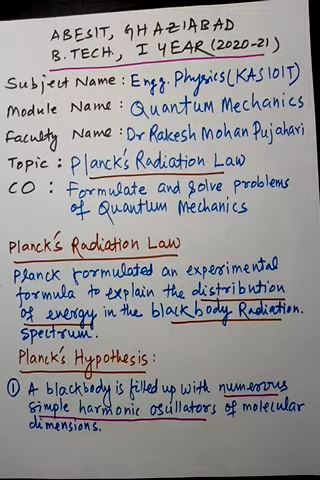 ABESIT, GHAZIABAD
B.TECH., I YEAR (2020-21)
Subject Name: Engg. Physics (KAS101T)
Module Name: Quantum Mechanics
Faculty Name: Dr Rakesh Mohan Pujahari
Topic: Planck's Radiation Law
CO: Formulate and solve problems
of Quantum Mechanics
Planck's Radiation Law
Planck formulated an experimental
formula to explain the distribution
of energy in the blackbody Radiation.
spectrum.
Planck's Hypothesis:
① A blackbody is filled up with numerous
simple harmonic oscillators of molecular
dimensions.